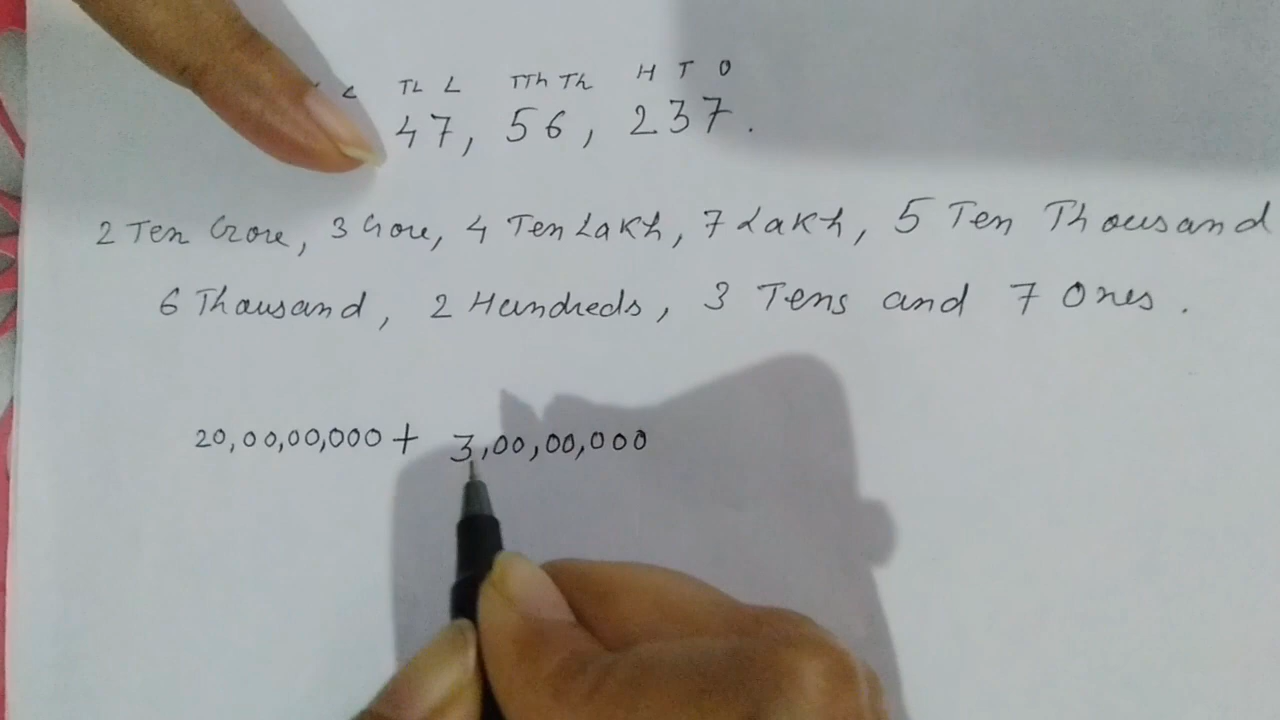 C TL L TTh Th H T O
47, 56, 237.
2 Ten Crore, 3 Crore, 4 Ten Lakh, 7 Lakh, 5 Ten Thousand
6 Thousand, 2 Hundreds, 3 Tens and 7 Ones.
20,00,00,000 + 3,00,00,000